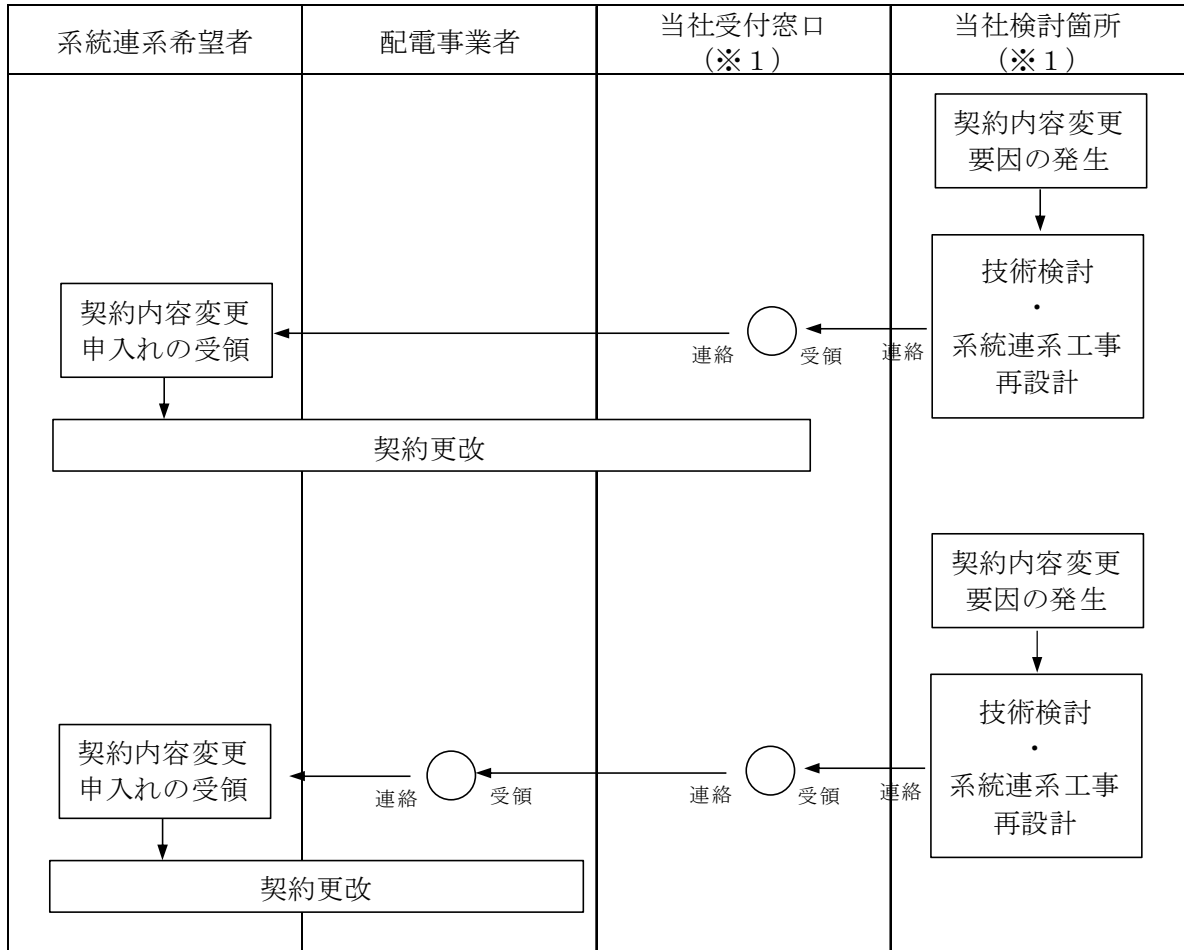 系統連系希望者
配電事業者
当社受付窓口
(※1)
当社検討箇所
(※1)
契約内容変更
要因の発生
技術検討
・
系統連系工事
再設計
契約内容変更
申入れの受領
連絡
受領
連絡
契約更改
契約内容変更
要因の発生
技術検討
・
系統連系工事
再設計
契約内容変更
申入れの受領
連絡
受領
連絡
受領
連絡
契約更改